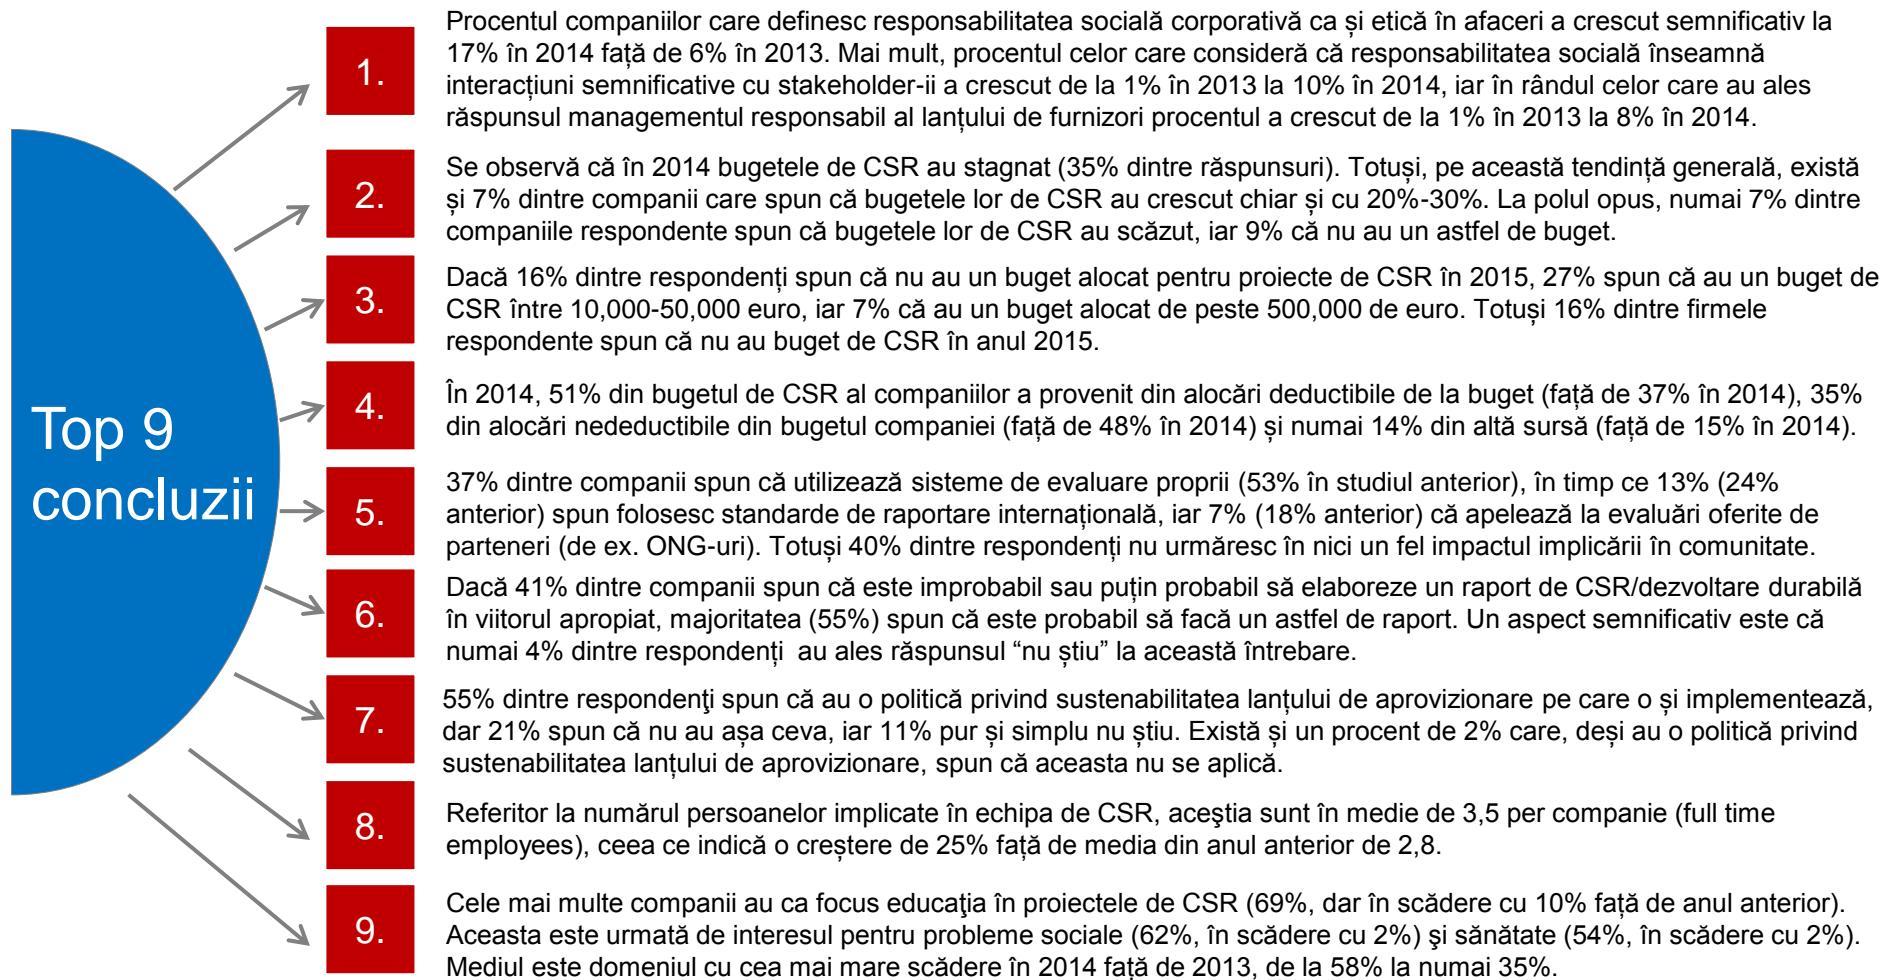 Top 9
concluzii
1.
Procentul companiilor care definesc responsabilitatea socială corporativă ca și etică în afaceri a crescut semnificativ la
17% în 2014 față de 6% în 2013. Mai mult, procentul celor care consideră că responsabilitatea socială înseamnă
interacțiuni semnificative cu stakeholder-ii a crescut de la 1% în 2013 la 10% în 2014, iar în rândul celor care au ales
răspunsul managementul responsabil al lanțului de furnizori procentul a crescut de la 1% în 2013 la 8% în 2014.
2.
Se observă că în 2014 bugetele de CSR au stagnat (35% dintre răspunsuri). Totuși, pe această tendință generală, există
și 7% dintre companii care spun că bugetele lor de CSR au crescut chiar și cu 20%-30%. La polul opus, numai 7% dintre
companiile respondente spun că bugetele lor de CSR au scăzut, iar 9% că nu au un astfel de buget.
3.
Dacă 16% dintre respondenți spun că nu au un buget alocat pentru proiecte de CSR în 2015, 27% spun că au un buget de
CSR între 10,000-50,000 euro, iar 7% că au un buget alocat de peste 500,000 de euro. Totuși 16% dintre firmele
respondente spun că nu au buget de CSR în anul 2015.
4.
În 2014, 51% din bugetul de CSR al companiilor a provenit din alocări deductibile de la buget (față de 37% în 2014), 35%
din alocări nedeductibile din bugetul companiei (față de 48% în 2014) și numai 14% din altă sursă (față de 15% în 2014).
5.
37% dintre companii spun că utilizează sisteme de evaluare proprii (53% în studiul anterior), în timp ce 13% (24%
anterior) spun folosesc standarde de raportare internațională, iar 7% (18% anterior) că apelează la evaluări oferite de
parteneri (de ex. ONG-uri). Totuși 40% dintre respondenți nu urmăresc în nici un fel impactul implicării în comunitate.
6.
Dacă 41% dintre companii spun că este improbabil sau puțin probabil să elaboreze un raport de CSR/dezvoltare durabilă
în viitorul apropiat, majoritatea (55%) spun că este probabil să facă un astfel de raport. Un aspect semnificativ este că
numai 4% dintre respondenți au ales răspunsul “nu știu” la această întrebare.
7.
55% dintre respondenţi spun că au o politică privind sustenabilitatea lanțului de aprovizionare pe care o și implementează,
dar 21% spun că nu au așa ceva, iar 11% pur și simplu nu știu. Există și un procent de 2% care, deși au o politică privind
sustenabilitatea lanțului de aprovizionare, spun că aceasta nu se aplică.
8.
Referitor la numărul persoanelor implicate în echipa de CSR, aceştia sunt în medie de 3,5 per companie (full time
employees), ceea ce indică o creștere de 25% față de media din anul anterior de 2,8.
9.
Cele mai multe companii au ca focus educaţia în proiectele de CSR (69%, dar în scădere cu 10% față de anul anterior).
Aceasta este urmată de interesul pentru probleme sociale (62%, în scădere cu 2%) şi sănătate (54%, în scădere cu 2%).
Mediul este domeniul cu cea mai mare scădere în 2014 față de 2013, de la 58% la numai 35%.